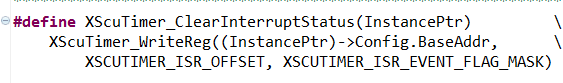 #define XScuTimer_ClearInterruptStatus(InstancePtr) \
XScuTimer_WriteReg((InstancePtr)->Config.BaseAddr, \
XSCUTIMER_ISR_OFFSET, XSCUTIMER_ISR_EVENT_FLAG_MASK)